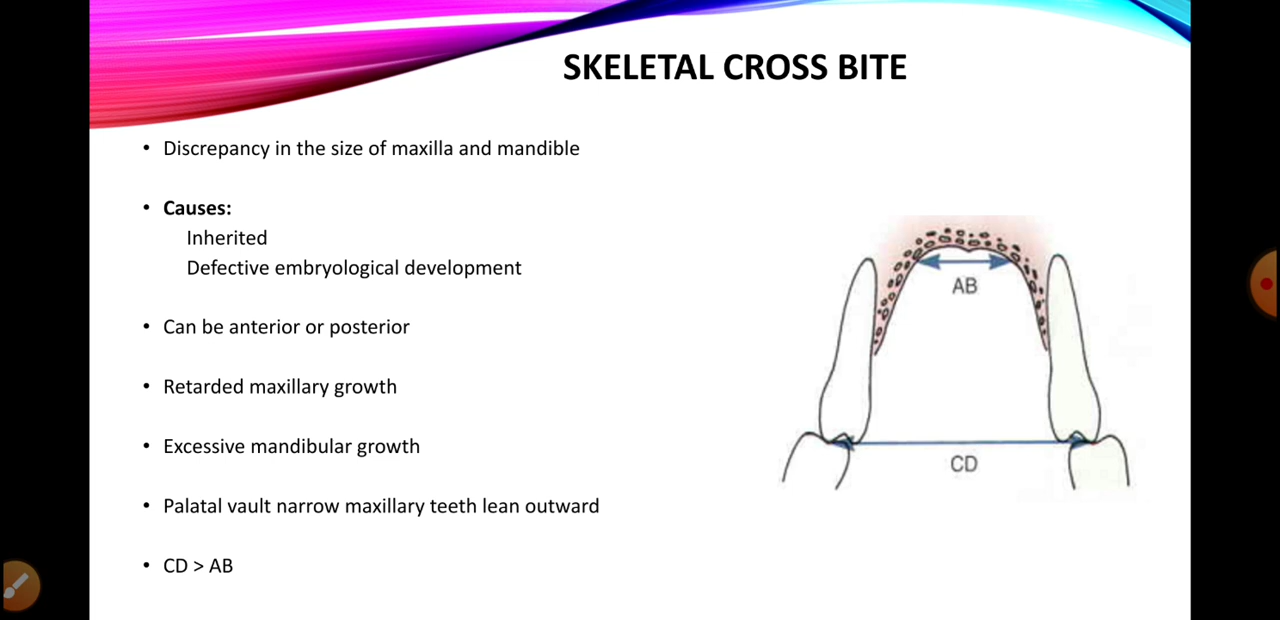 SKELETAL CROSS BITE
• Discrepancy in the size of maxilla and mandible
• Causes:
Inherited
Defective embryological development
• Can be anterior or posterior
• Retarded maxillary growth
• Excessive mandibular growth
• Palatal vault narrow maxillary teeth lean outward
• CD > AB
AB
CD